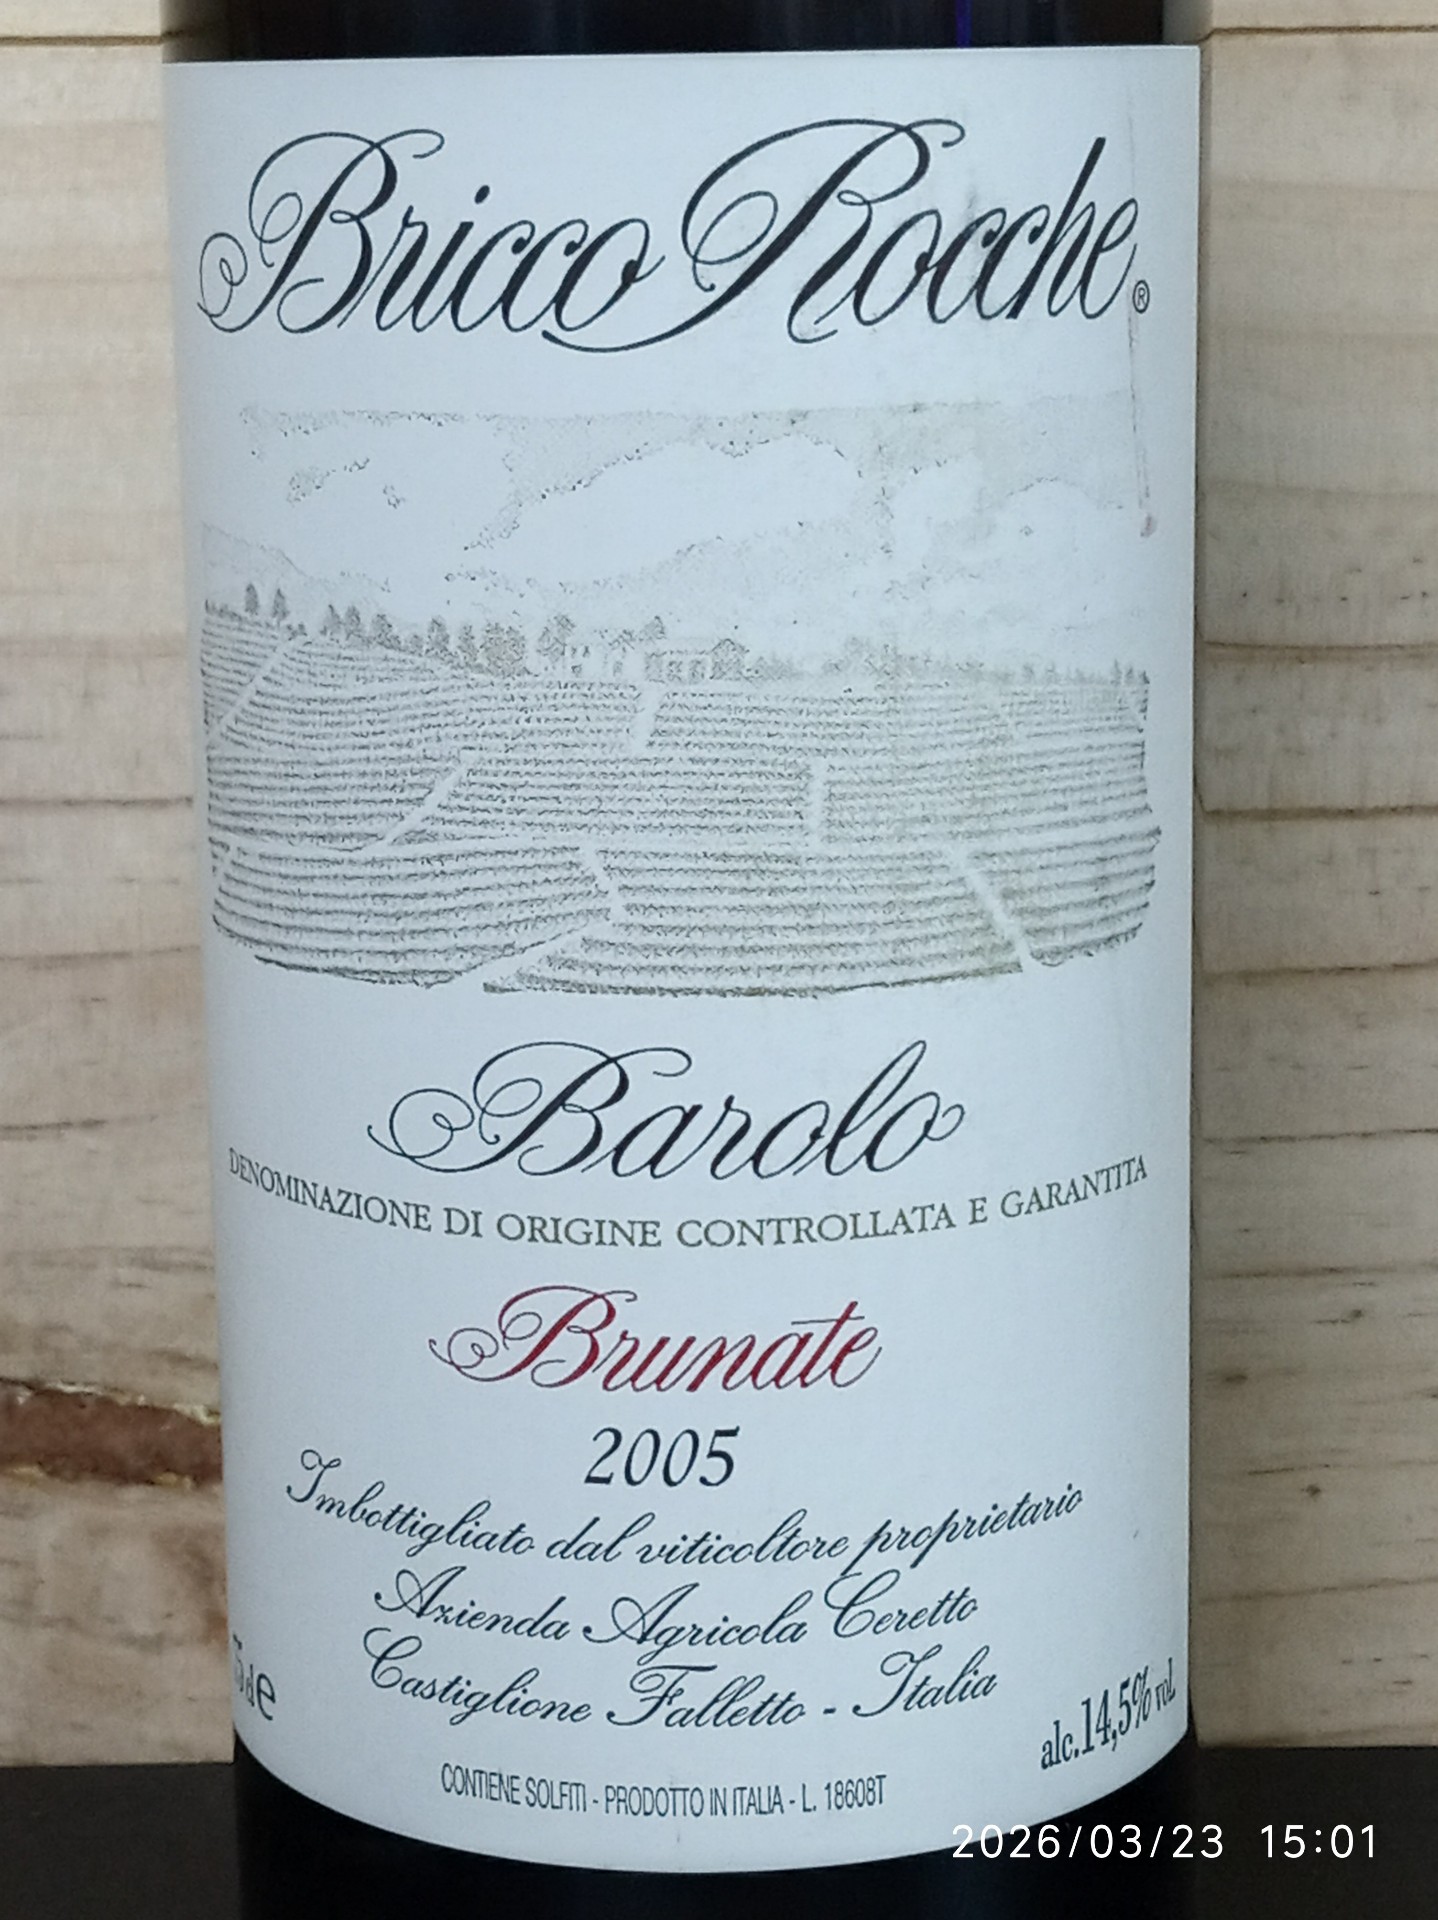 Bricco Rocche®
Barolo
DENOMINAZIONE DI ORIGINE CONTROLLATA E GARANTITA
Brunate
2005
Imbottigliato dal viticoltore proprietario
Azienda Agricola Ceretto
Castiglione Falletto - Italia
alc.14,5% vol.
CONTIENE SOLFITI - PRODOTTO IN ITALIA - L. 18608T
2026/03/23 15:01